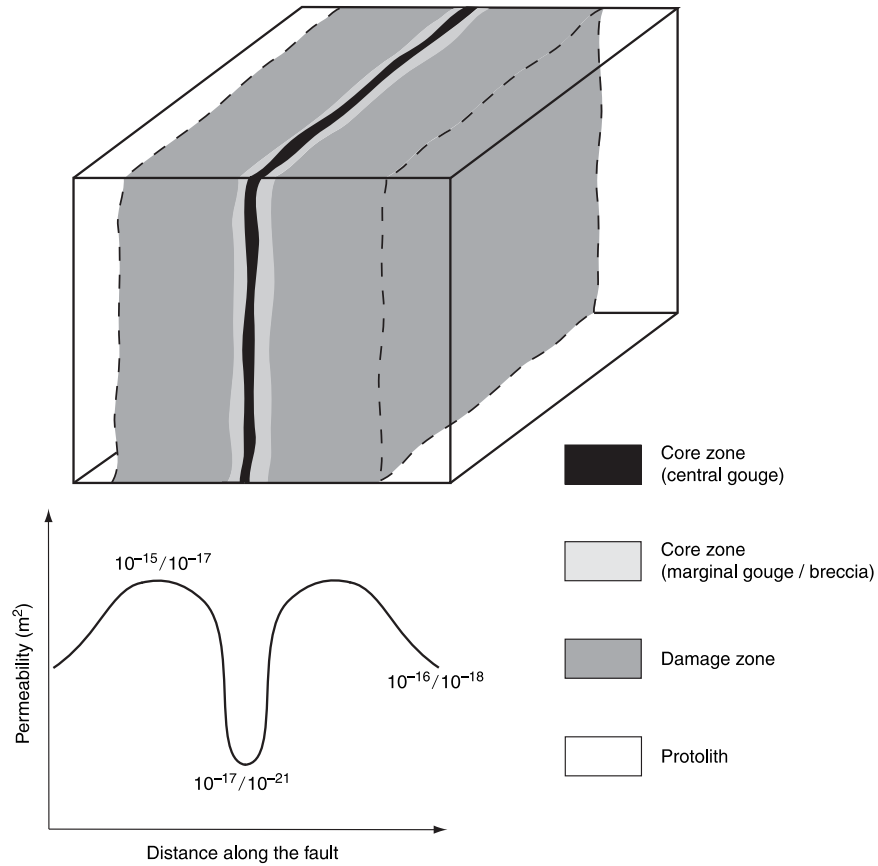 Core zone
(central gouge)
Core zone
(marginal gouge / breccia)
Damage zone
Protolith
Permeability (m²)
10⁻¹⁵/10⁻¹⁷
10⁻¹⁶/10⁻¹⁸
10⁻¹⁷/10⁻²¹
Distance along the fault